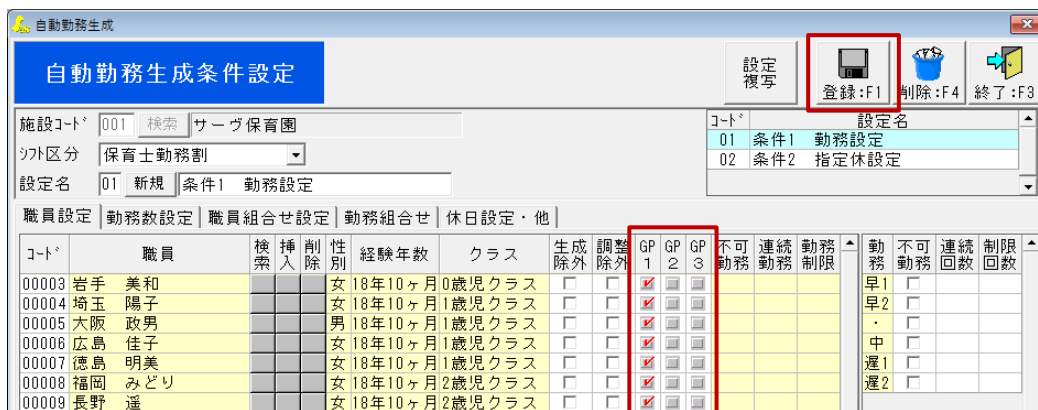 自動勤務生成
自動勤務生成条件設定
設定複写
登録:F1
削除:F4
終了:F3
施設ｺｰﾄﾞ 001 検索 サーヴ保育園
ｼﾌﾄ区分 保育士勤務割
設定名 01 新規 条件1 勤務設定
ｺｰﾄﾞ 設定名
01 条件1 勤務設定
02 条件2 指定休設定
職員設定 勤務数設定 職員組合せ設定 勤務組合せ 休日設定・他
ｺｰﾄﾞ 職員 検索 挿入 削除 性別 経験年数 クラス 生成除外 調整除外 GP1 GP2 GP3 不可勤務 連続勤務 勤務制限
00003 岩手 美和 女 18年10ヶ月 0歳児クラス
00004 埼玉 陽子 女 18年10ヶ月 1歳児クラス
00005 大阪 政男 男 18年10ヶ月 1歳児クラス
00006 広島 佳子 女 18年10ヶ月 1歳児クラス
00007 徳島 明美 女 18年10ヶ月 1歳児クラス
00008 福岡 みどり 女 18年10ヶ月 2歳児クラス
00009 長野 遥 女 18年10ヶ月 2歳児クラス
勤務 不可勤務 連続回数 制限回数
早1
早2
・
中
遅1
遅2